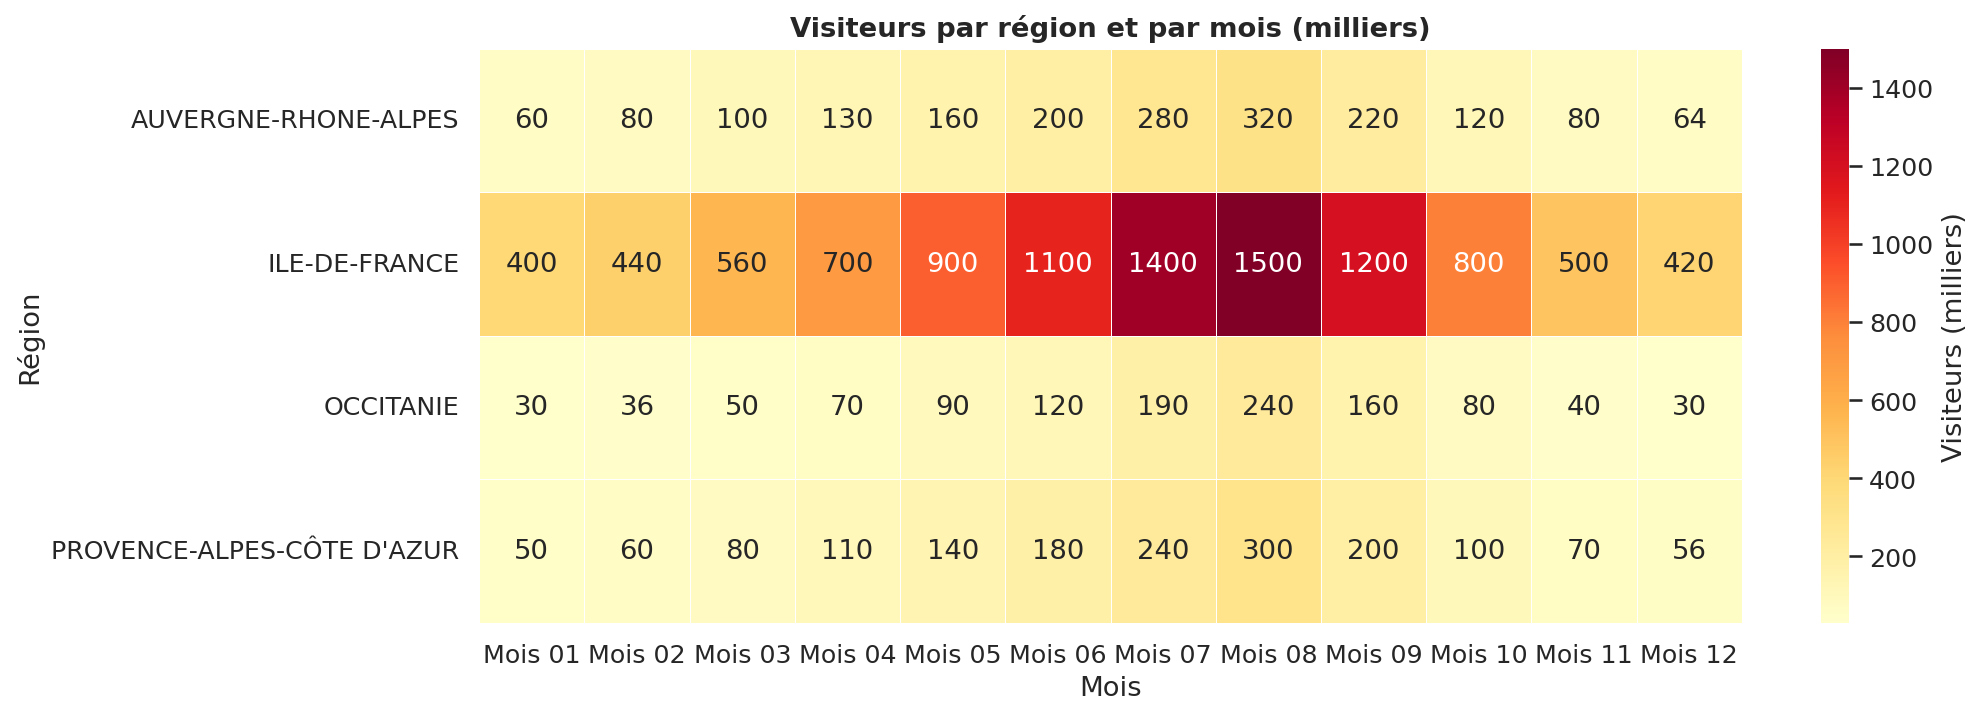 Visiteurs par région et par mois (milliers)
AUVERGNE-RHONE-ALPES 60 80 100 130 160 200 280 320 220 120 80 64
ILE-DE-FRANCE 400 440 560 700 900 1100 1400 1500 1200 800 500 420
OCCITANIE 30 36 50 70 90 120 190 240 160 80 40 30
PROVENCE-ALPES-CÔTE D'AZUR 50 60 80 110 140 180 240 300 200 100 70 56
Région
Mois 01 Mois 02 Mois 03 Mois 04 Mois 05 Mois 06 Mois 07 Mois 08 Mois 09 Mois 10 Mois 11 Mois 12
Mois
1400
1200
1000
800
600
400
200
Visiteurs (milliers)